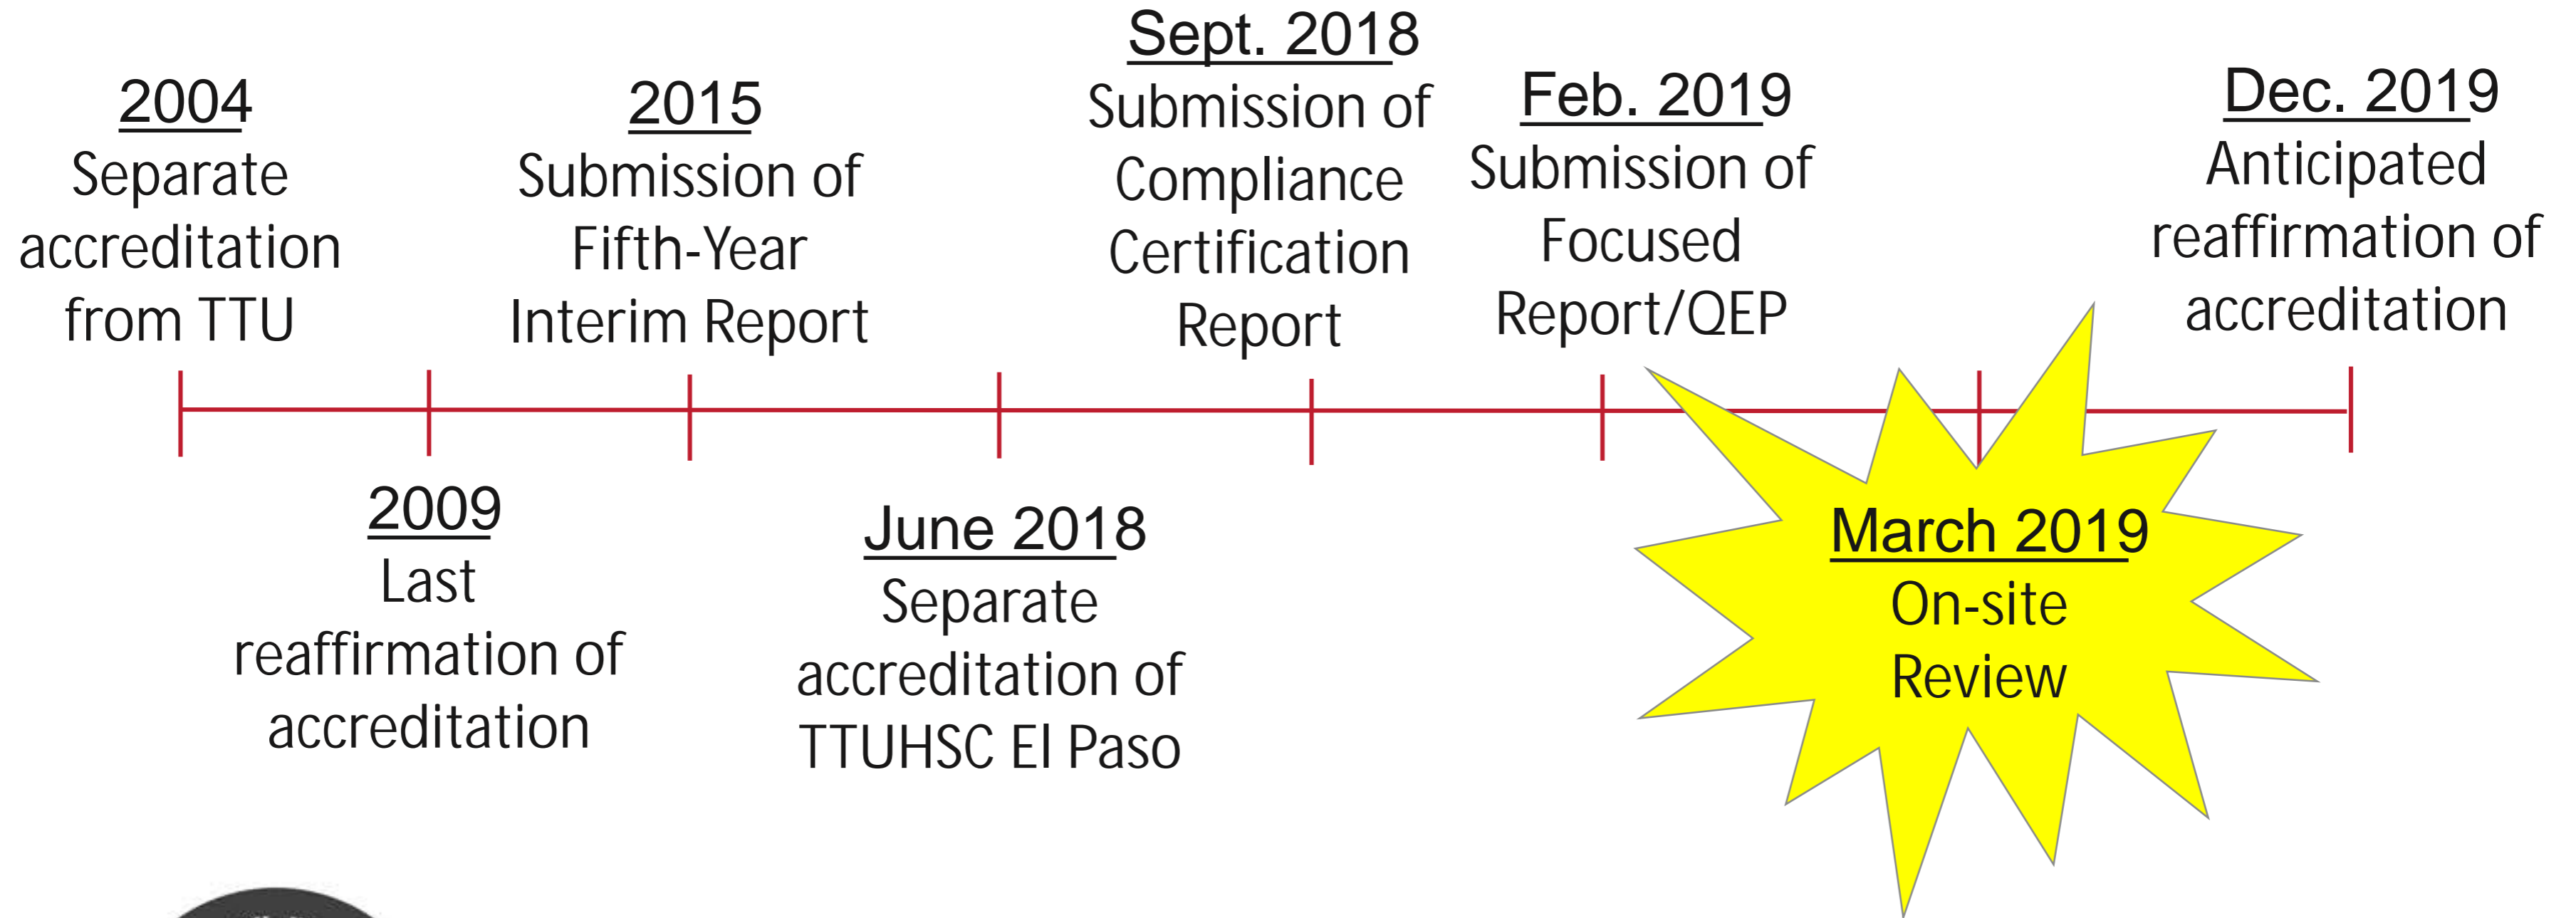 2004
Separate
accreditation
from TTU
2009
Last
reaffirmation of
accreditation
2015
Submission of
Fifth-Year
Interim Report
June 2018
Separate
accreditation of
TTUHSC El Paso
Sept. 2018
Submission of
Compliance
Certification
Report
Feb. 2019
Submission of
Focused
Report/QEP
March 2019
On-site
Review
Dec. 2019
Anticipated
reaffirmation of
accreditation